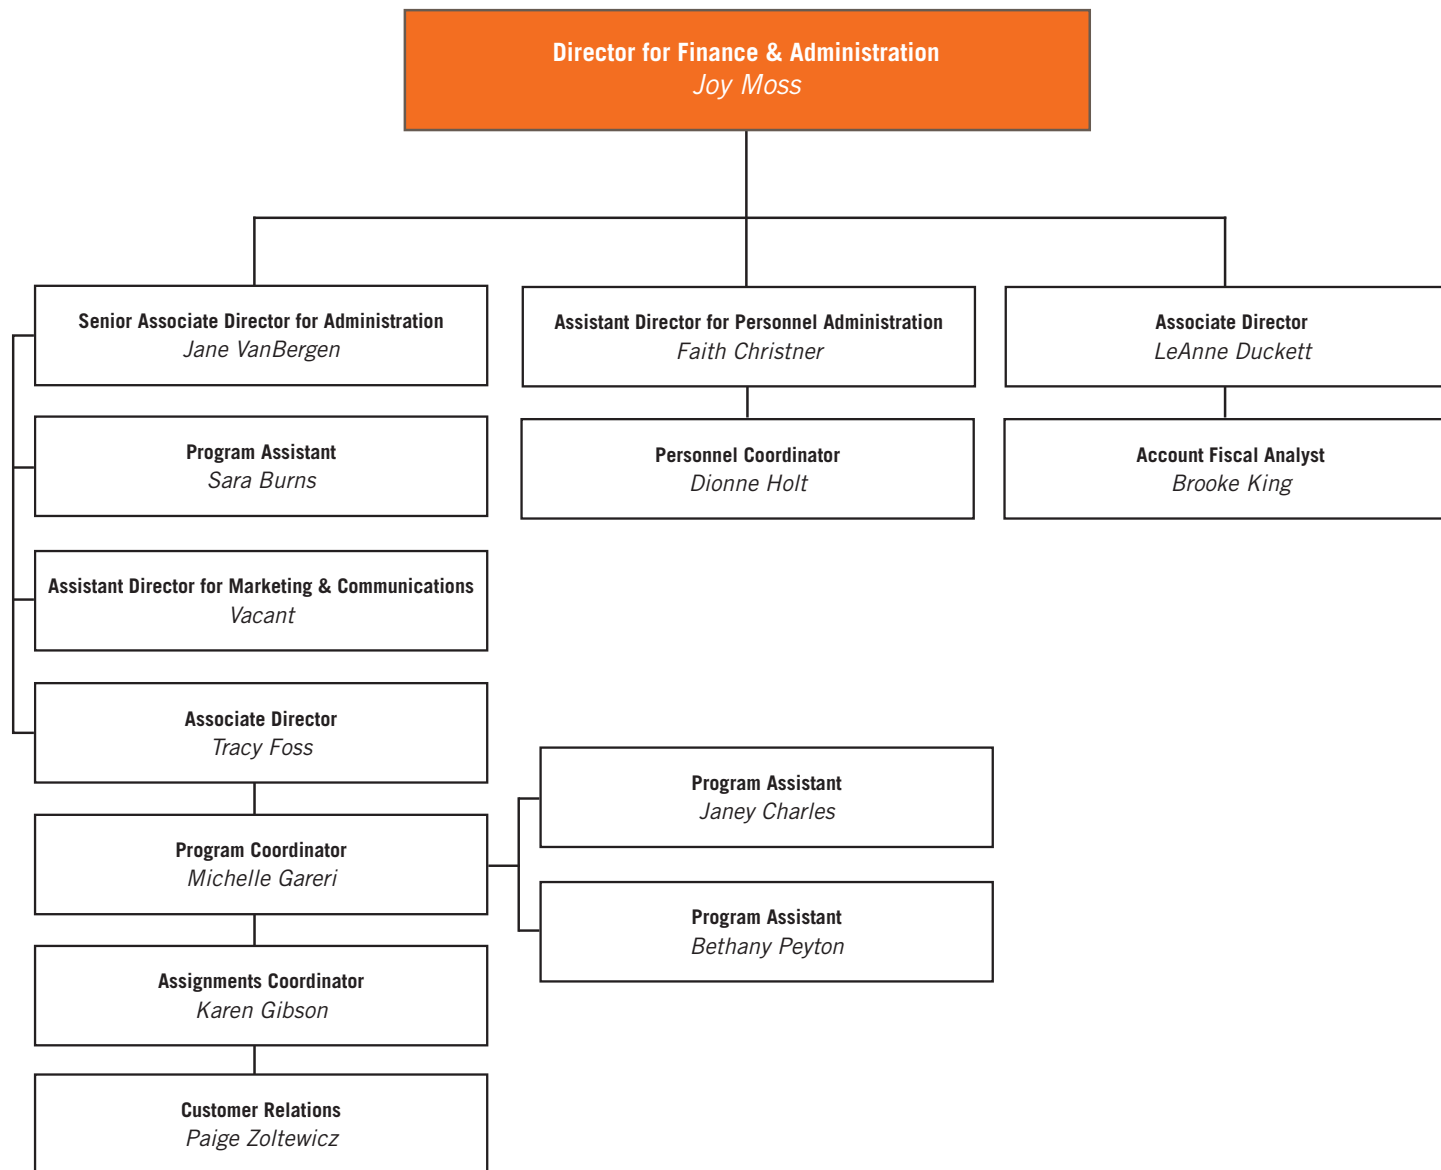 Director for Finance & Administration
Joy Moss
Senior Associate Director for Administration
Jane VanBergen
Assistant Director for Personnel Administration
Faith Christner
Associate Director
LeAnne Duckett
Program Assistant
Sara Burns
Personnel Coordinator
Dionne Holt
Account Fiscal Analyst
Brooke King
Assistant Director for Marketing & Communications
Vacant
Associate Director
Tracy Foss
Program Coordinator
Michelle Gareri
Program Assistant
Janey Charles
Program Assistant
Bethany Peyton
Assignments Coordinator
Karen Gibson
Customer Relations
Paige Zoltewicz